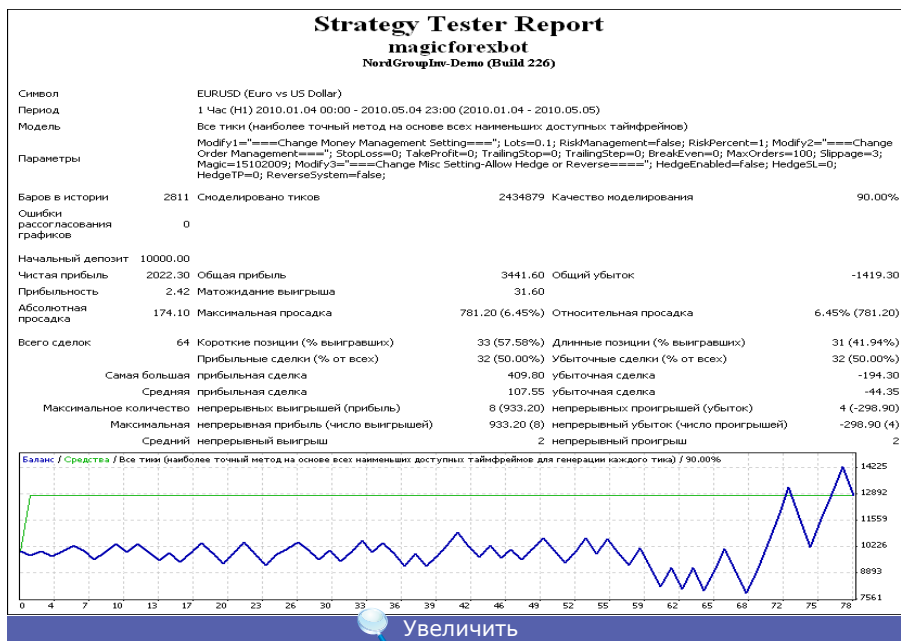 Strategy Tester Report
magicforexbot
NordGroupInv-Demo (Build 226)
Символ EURUSD (Euro vs US Dollar)
Период 1 Час (H1) 2010.01.04 00:00 - 2010.05.04 23:00 (2010.01.04 - 2010.05.05)
Модель Все тики (наиболее точный метод на основе всех наименьших доступных таймфреймов)
Параметры Modify1="===Change Money Management Setting==="; Lots=0.1; RiskManagement=false; RiskPercent=1; Modify2="===Change
Order Management==="; StopLoss=0; TakeProfit=0; TrailingStop=0; TrailingStep=0; BreakEven=0; MaxOrders=100; Slippage=3;
Magic=15102009; Modify3="====Change Misc Setting-Allow Hedge or Reverse====="; HedgeEnabled=false; HedgeSL=0;
HedgeTP=0; ReverseSystem=false;
Баров в истории 2811 Смоделировано тиков 2434879 Качество моделирования 90.00%
Ошибки
рассогласования 0
графиков
Начальный депозит 10000.00
Чистая прибыль 2022.30 Общая прибыль 3441.60 Общий убыток -1419.30
Прибыльность 2.42 Матожидание выигрыша 31.60
Абсолютная
просадка 174.10 Максимальная просадка 781.20 (6.45%) Относительная просадка 6.45% (781.20)
Всего сделок 64 Короткие позиции (% выигравших) 33 (57.58%) Длинные позиции (% выигравших) 31 (41.94%)
Прибыльные сделки (% от всех) 32 (50.00%) Убыточные сделки (% от всех) 32 (50.00%)
Самая большая прибыльная сделка 409.80 убыточная сделка -194.30
Средняя прибыльная сделка 107.55 убыточная сделка -44.35
Максимальное количество непрерывных выигрышей (прибыль) 8 (933.20) непрерывных проигрышей (убыток) 4 (-298.90)
Максимальная непрерывная прибыль (число выигрышей) 933.20 (8) непрерывный убыток (число проигрышей) -298.90 (4)
Средний непрерывный выигрыш 2 непрерывный проигрыш 2
Баланс / Средства / Все тики (наиболее точный метод на основе всех наименьших доступных таймфреймов для генерации каждого тика) / 90.00%
14225
12892
11559
10226
8893
7561
0 4 7 10 13 17 20 23 26 30 33 36 39 42 46 49 52 55 59 62 65 68 72 75 78
Увеличить